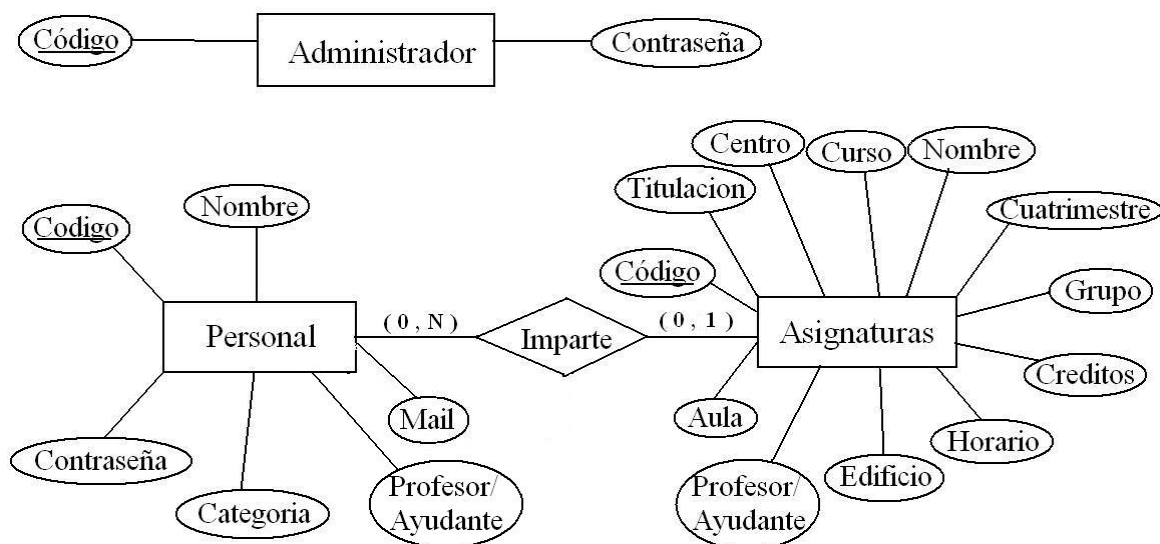 Código
Administrador
Contraseña
Centro
Curso
Nombre
Titulacion
Cuatrimestre
Nombre
Codigo
Código
Grupo
Personal
( 0 , N )
Imparte
( 0 , 1 )
Asignaturas
Creditos
Mail
Aula
Horario
Contraseña
Edificio
Categoria
Profesor/
Ayudante
Profesor/
Ayudante